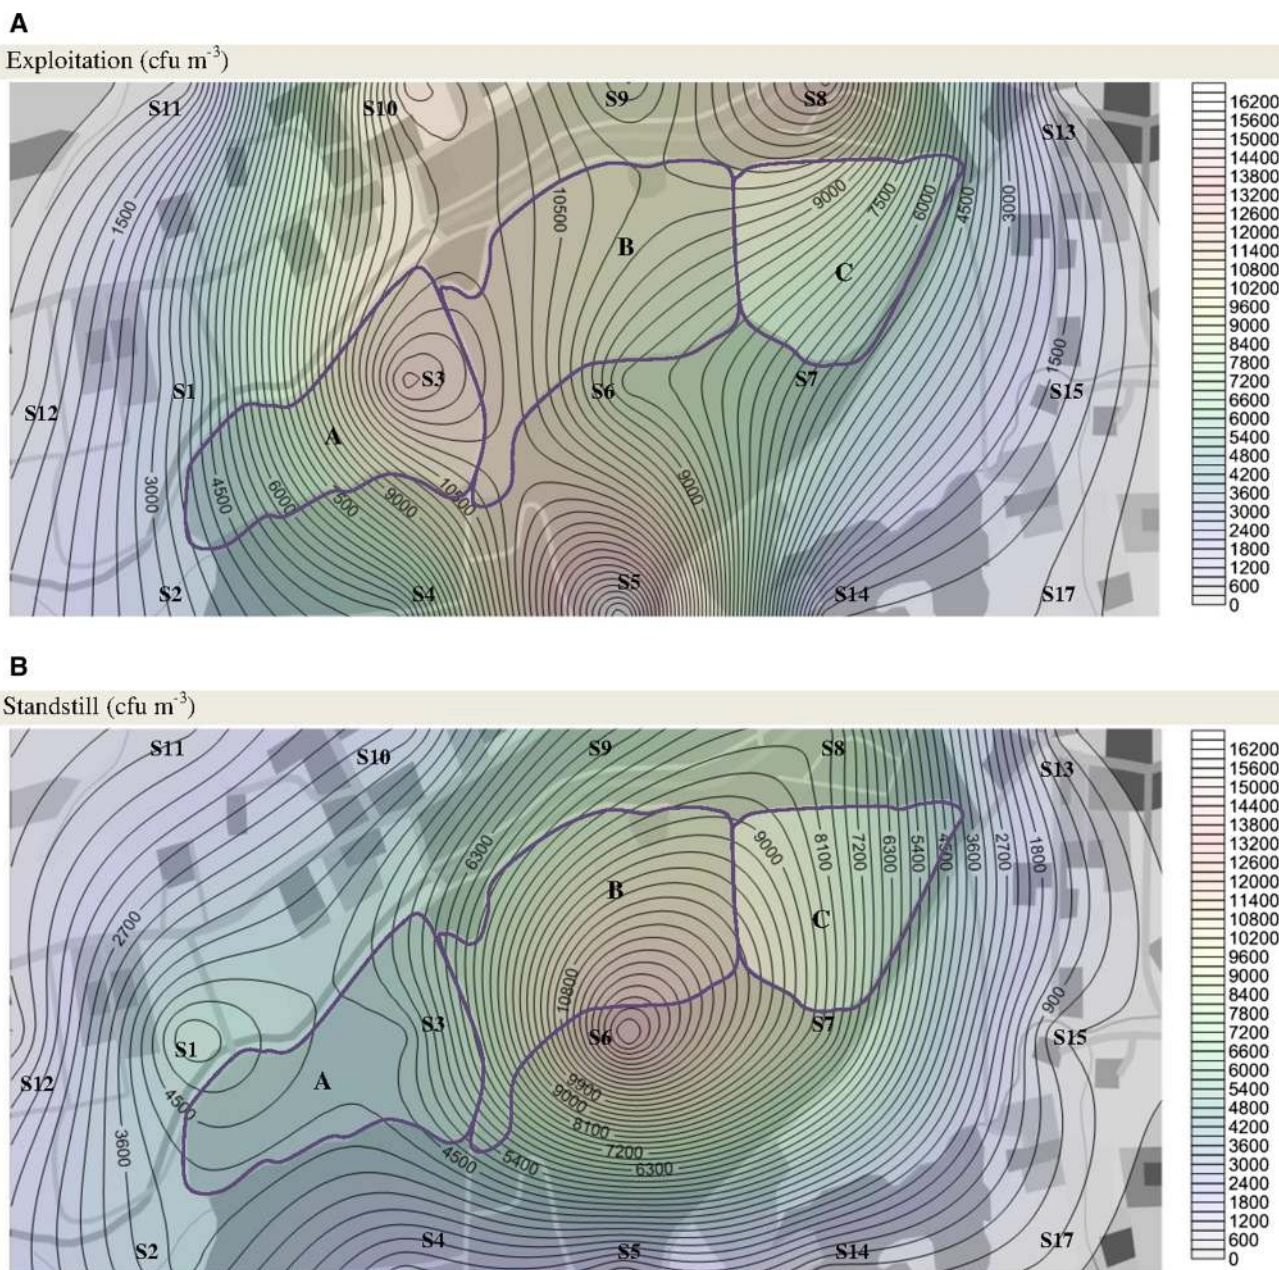 A
Exploitation (cfu m-3)
S11
S10
S9
S8
S13
1500
10500
9000
7500
6000
4500
3000
B
C
S3
S1
S12
A
S6
S7
1500
S15
3000
4500
6000
500
9000
10500
9000
S2
S4
S5
S14
S17
16200
15600
15000
14400
13800
13200
12600
12000
11400
10800
10200
9600
9000
8400
7800
7200
6600
6000
5400
4800
4200
3600
3000
2400
1800
1200
600
0
B
Standstill (cfu m-3)
S11
S10
S9
S8
S13
6300
9000
8100
7200
6300
5400
4500
3600
2700
1800
B
C
2700
10800
S3
S6
S7
900
S15
S1
S12
A
4500
3600
9900
9000
8100
7200
6300
5400
4500
S2
S4
S5
S14
S17
16200
15600
15000
14400
13800
13200
12600
12000
11400
10800
10200
9600
9000
8400
7800
7200
6600
6000
5400
4800
4200
3600
3000
2400
1800
1200
600
0